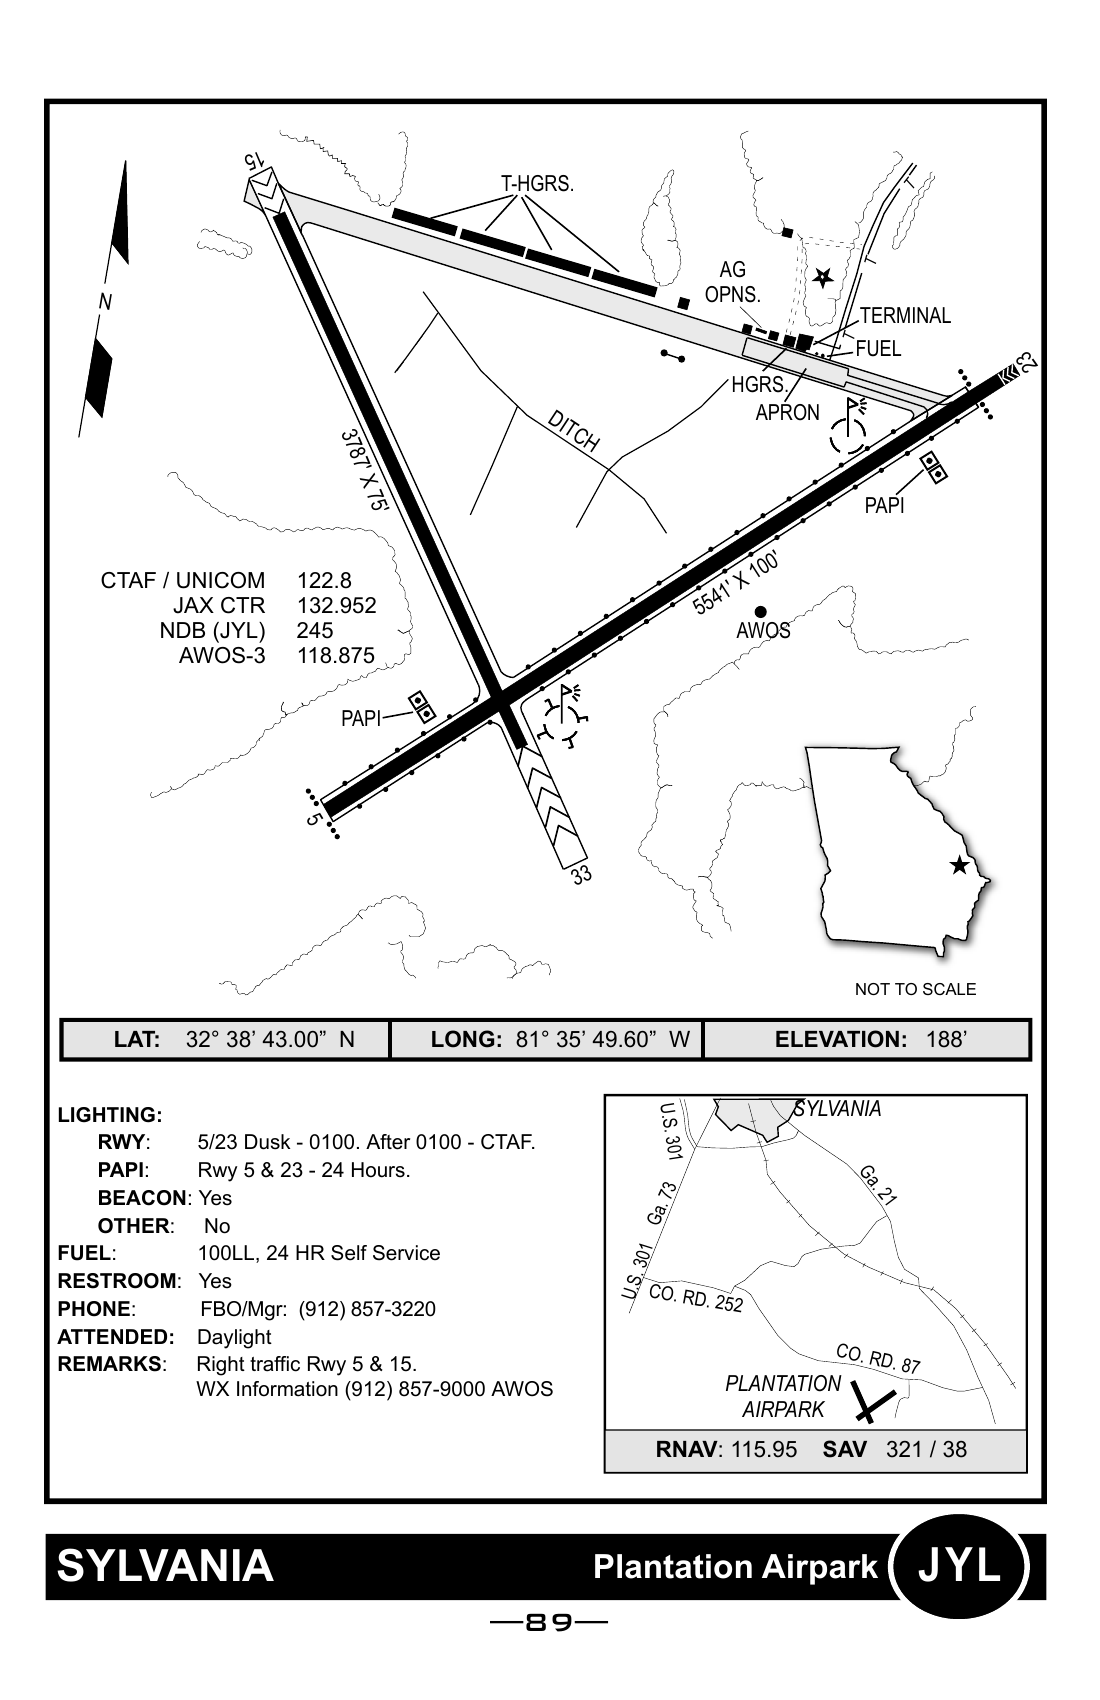 15
T-HGRS.
T
AG
OPNS.
T
TERMINAL
T
FUEL
N
HGRS.
APRON
23
DITCH
3787' X 75'
PAPI
5541' X 100'
CTAF / UNICOM 122.8
JAX CTR 132.952
NDB (JYL) 245
AWOS-3 118.875
AWOS
PAPI
5
33
NOT TO SCALE
LAT: 32° 38’ 43.00” N LONG: 81° 35’ 49.60” W ELEVATION: 188’
LIGHTING:
RWY: 5/23 Dusk - 0100. After 0100 - CTAF.
PAPI: Rwy 5 & 23 - 24 Hours.
BEACON: Yes
OTHER: No
FUEL: 100LL, 24 HR Self Service
RESTROOM: Yes
PHONE: FBO/Mgr: (912) 857-3220
ATTENDED: Daylight
REMARKS: Right traffic Rwy 5 & 15.
WX Information (912) 857-9000 AWOS
SYLVANIA
U.S. 301
Ga. 21
Ga. 73
U.S. 301
CO. RD. 252
CO. RD. 87
PLANTATION
AIRPARK
RNAV: 115.95 SAV 321 / 38
SYLVANIA Plantation Airpark JYL
89